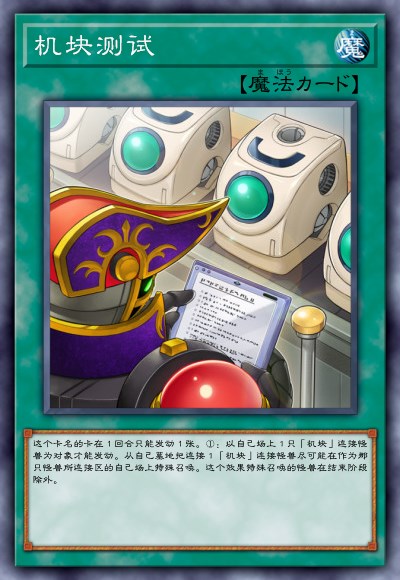 机块测试
魔
【魔法カード】
ま ほう
这个卡名的卡在1回合只能发动1张。①：以自己场上1只「机块」连接怪
兽为对象才能发动。从自己墓地把连接1「机块」连接怪兽尽可能在作为那
只怪兽所连接区的自己场上特殊召唤。这个效果特殊召唤的怪兽在结束阶段
除外。